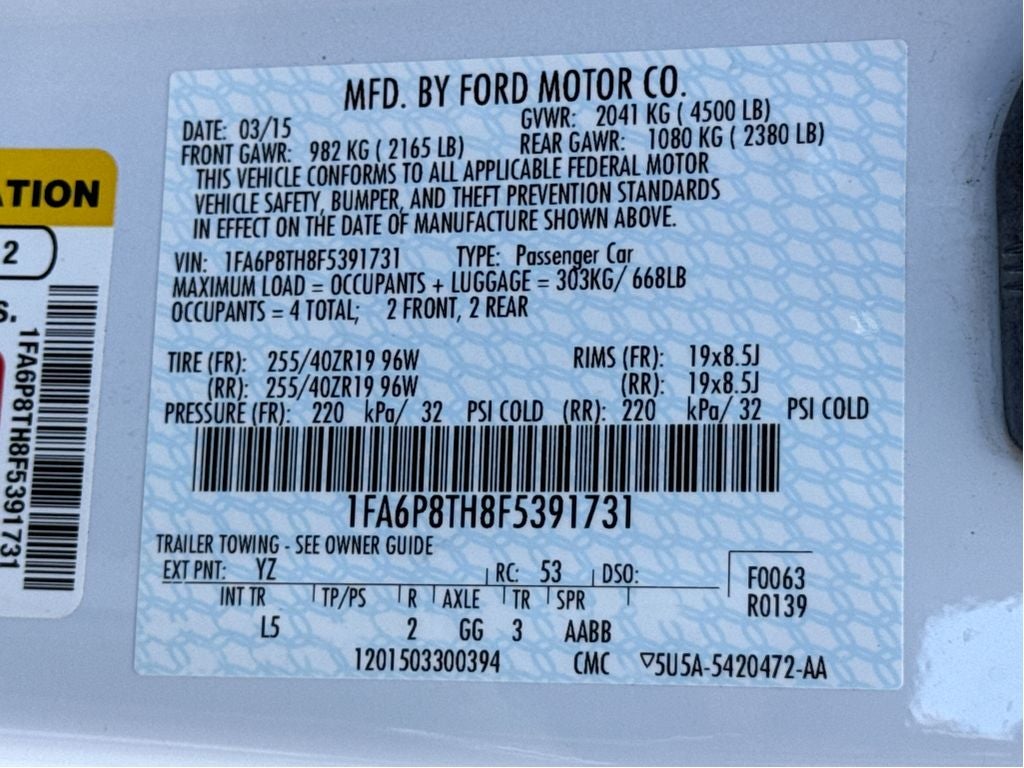 MFD. BY FORD MOTOR CO.
DATE: 03/15 GVWR: 2041 KG ( 4500 LB)
FRONT GAWR: 982 KG ( 2165 LB) REAR GAWR: 1080 KG ( 2380 LB)
THIS VEHICLE CONFORMS TO ALL APPLICABLE FEDERAL MOTOR
VEHICLE SAFETY, BUMPER, AND THEFT PREVENTION STANDARDS
IN EFFECT ON THE DATE OF MANUFACTURE SHOWN ABOVE.
VIN: 1FA6P8TH8F5391731 TYPE: Passenger Car
MAXIMUM LOAD = OCCUPANTS + LUGGAGE = 303KG/ 668LB
OCCUPANTS = 4 TOTAL; 2 FRONT, 2 REAR
TIRE (FR): 255/40ZR19 96W RIMS (FR): 19x8.5J
(RR): 255/40ZR19 96W (RR): 19x8.5J
PRESSURE (FR): 220 kPa/ 32 PSI COLD (RR): 220 kPa/ 32 PSI COLD
1FA6P8TH8F5391731
TRAILER TOWING - SEE OWNER GUIDE
EXT PNT: YZ RC: 53 DSO: F0063
INT TR TP/PS R AXLE TR SPR R0139
L5 2 GG 3 AABB
1201503300394 CMC ▽5U5A-5420472-AA
ATION
2
S.
1FA6P8TH8F5391731